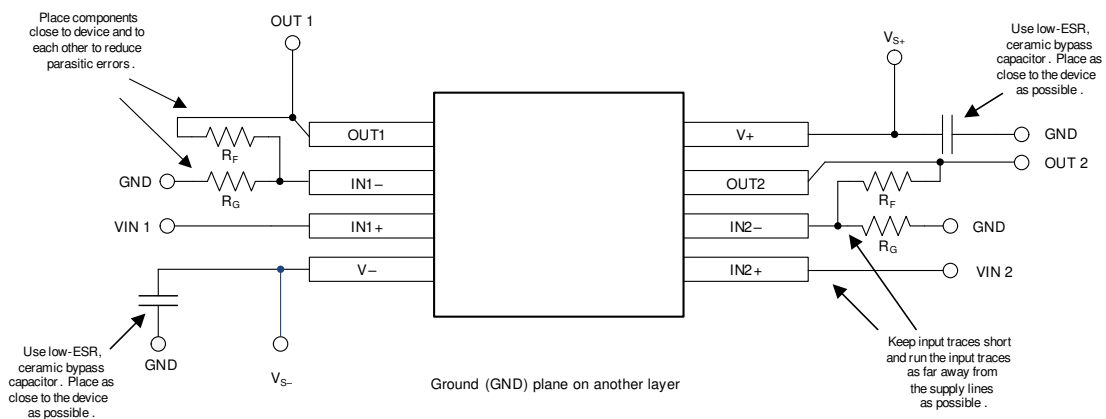 Place components
close to device and to
each other to reduce
parasitic errors .
OUT 1
VS+
Use low-ESR,
ceramic bypass
capacitor . Place as
close to the device
as possible .
OUT1
V+
GND
RF
OUT 2
GND
IN1−
OUT2
RG
RF
VIN 1
IN1+
IN2−
GND
RG
V−
IN2+
VIN 2
Use low-ESR,
ceramic bypass
capacitor . Place as
close to the device
as possible .
GND
VS−
Ground (GND) plane on another layer
Keep input traces short
and run the input traces
as far away from
the supply lines
as possible .